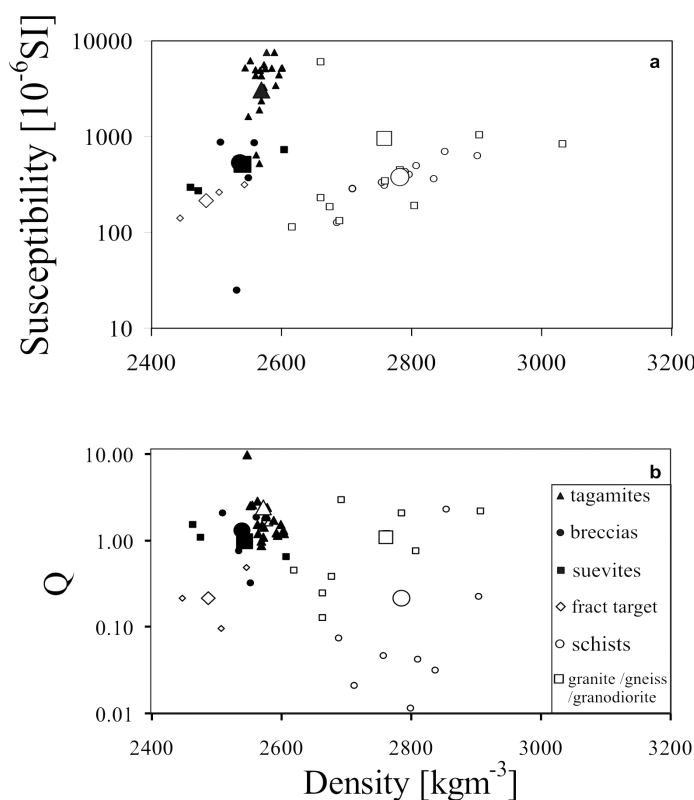 Susceptibility [10⁻⁶SI]
10000
1000
100
10
a
2400 2600 2800 3000 3200
Q
10.00
1.00
0.10
0.01
b
tagamites
breccias
suevites
fract target
schists
granite /gneiss
/granodiorite
2400 2600 2800 3000 3200
Density [kgm⁻³]